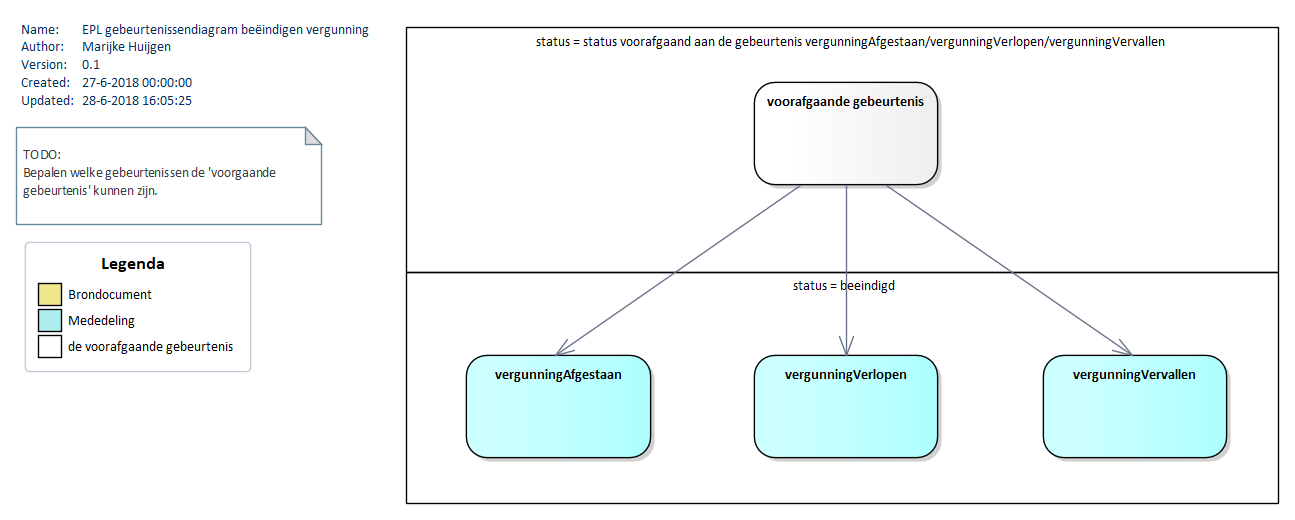 Name: EPL gebeurtenissendiagram beëindigen vergunning
Author: Marijke Huijgen
Version: 0.1
Created: 27-6-2018 00:00:00
Updated: 28-6-2018 16:05:25
TODO:
Bepalen welke gebeurtenissen de 'voorgaande
gebeurtenis' kunnen zijn.
Legenda
Brondocument
Mededeling
de voorafgaande gebeurtenis
status = status voorafgaand aan de gebeurtenis vergunningAfgestaan/vergunningVerlopen/vergunningVervallen
voorafgaande gebeurtenis
status = beeindigd
vergunningAfgestaan
vergunningVerlopen
vergunningVervallen